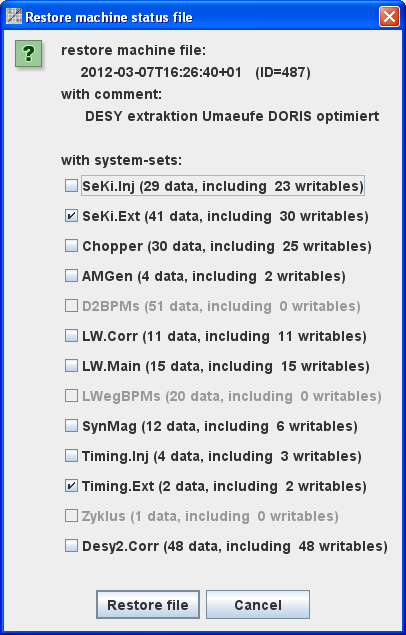 Restore machine status file
restore machine file:
2012-03-07T16:26:40+01 (ID=487)
with comment:
DESY extraktion Umaeufe DORIS optimiert
with system-sets:
SeKi.Inj (29 data, including 23 writables)
SeKi.Ext (41 data, including 30 writables)
Chopper (30 data, including 25 writables)
AMGen (4 data, including 2 writables)
D2BPMs (51 data, including 0 writables)
LW.Corr (11 data, including 11 writables)
LW.Main (15 data, including 15 writables)
LWegBPMs (20 data, including 0 writables)
SynMag (12 data, including 6 writables)
Timing.Inj (4 data, including 3 writables)
Timing.Ext (2 data, including 2 writables)
Zyklus (1 data, including 0 writables)
Desy2.Corr (48 data, including 48 writables)
Restore file Cancel